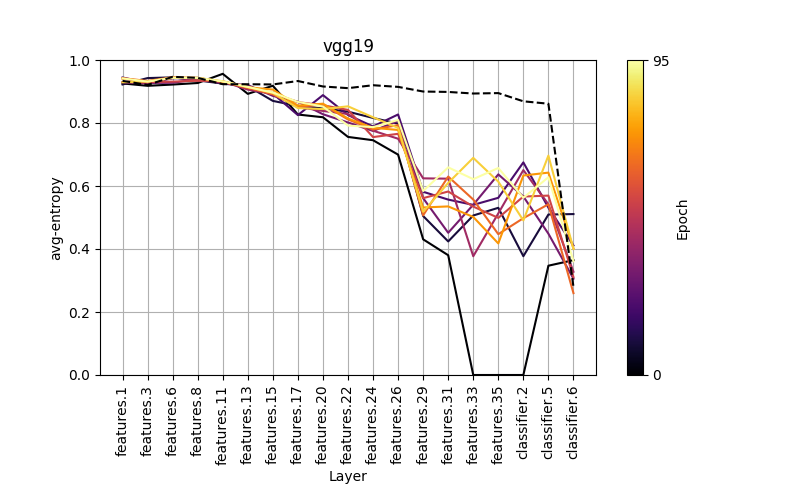 vgg19
1.0
0.8
0.6
0.4
0.2
0.0
avg-entropy
features.1
features.3
features.6
features.8
features.11
features.13
features.15
features.17
features.20
features.22
features.24
features.26
features.29
features.31
features.33
features.35
classifier.2
classifier.5
classifier.6
Layer
95
0
Epoch